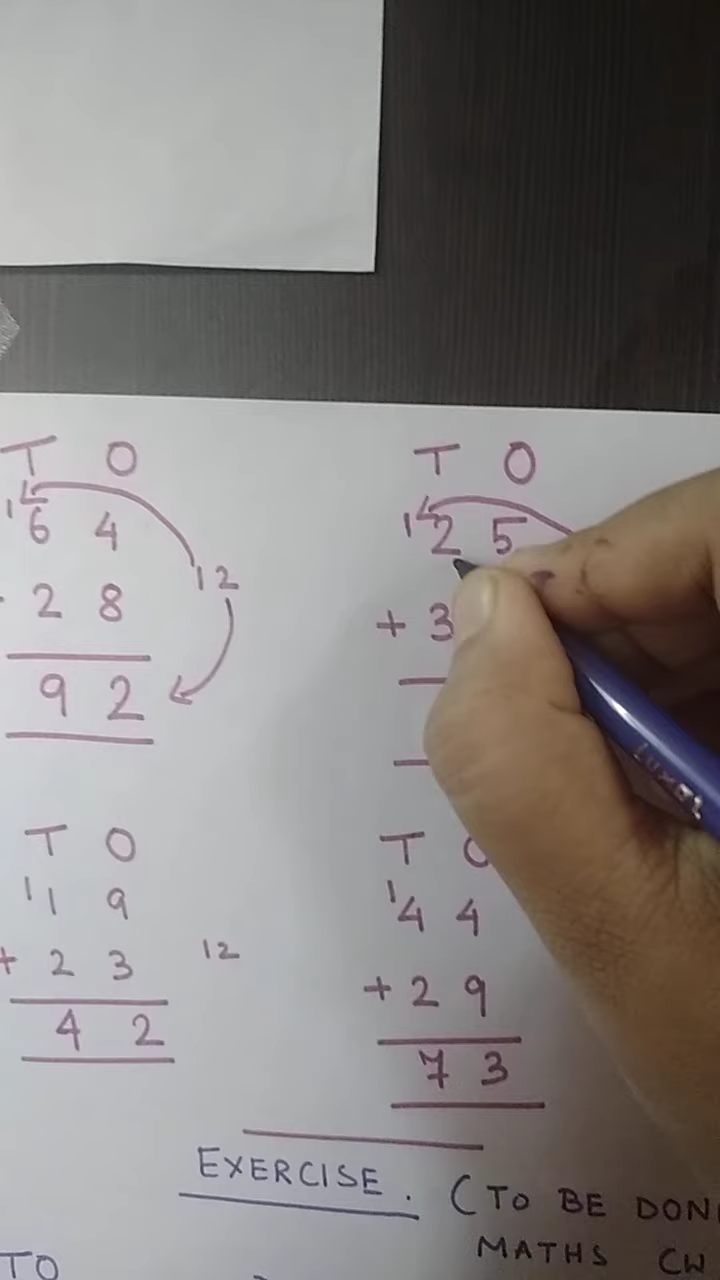 T O
1 6 4
12
2 8
9 2
T O
1 2 5
+ 3
T O
1 1 9
+ 2 3
12
4 2
T O
1 4 4
+ 2 9
7 3
EXERCISE. (TO BE DON
MATHS CW
TO
LUXOR